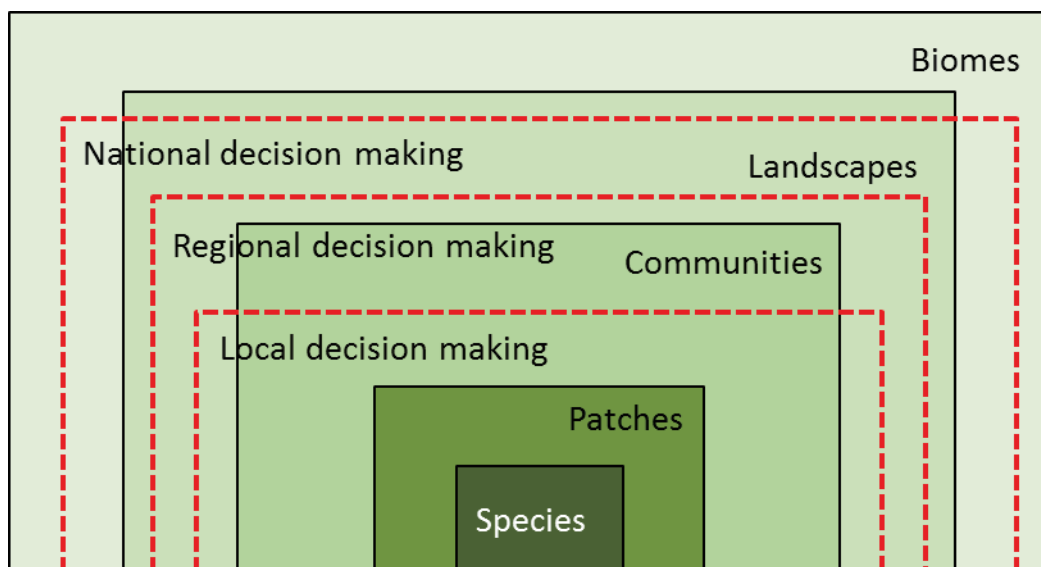 Biomes
National decision making
Landscapes
Regional decision making
Communities
Local decision making
Patches
Species